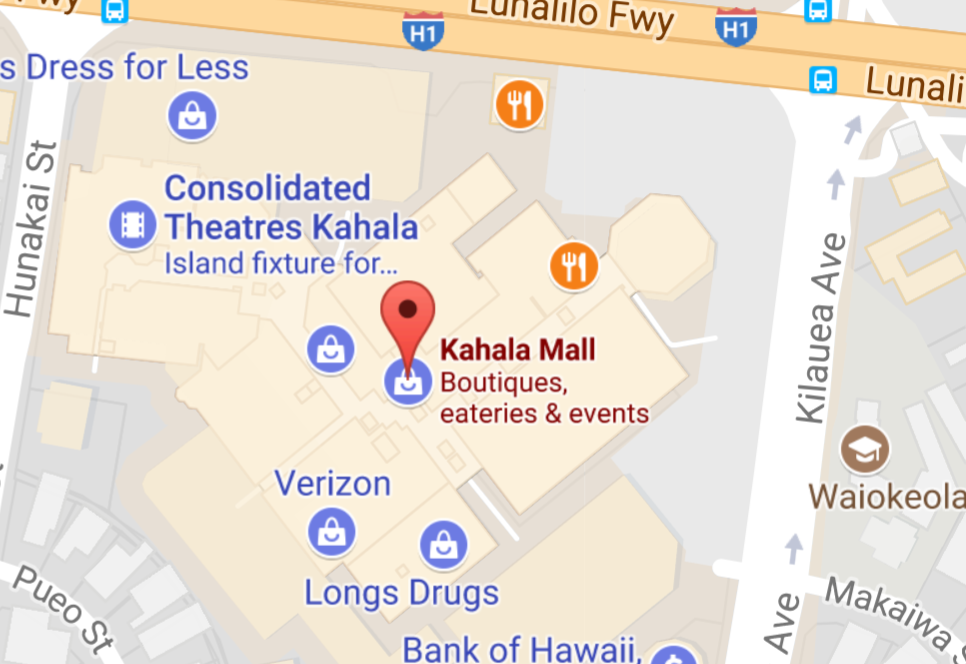 Fwy
Lunalilo Fwy
H1
H1
s Dress for Less
Lunali
Hunakai St
Consolidated
Theatres Kahala
Island fixture for...
Kilauea Ave
Kahala Mall
Boutiques,
eateries & events
Verizon
Waiokeola
Longs Drugs
Pueo St
Ave
Makaiwa S
Bank of Hawaii,